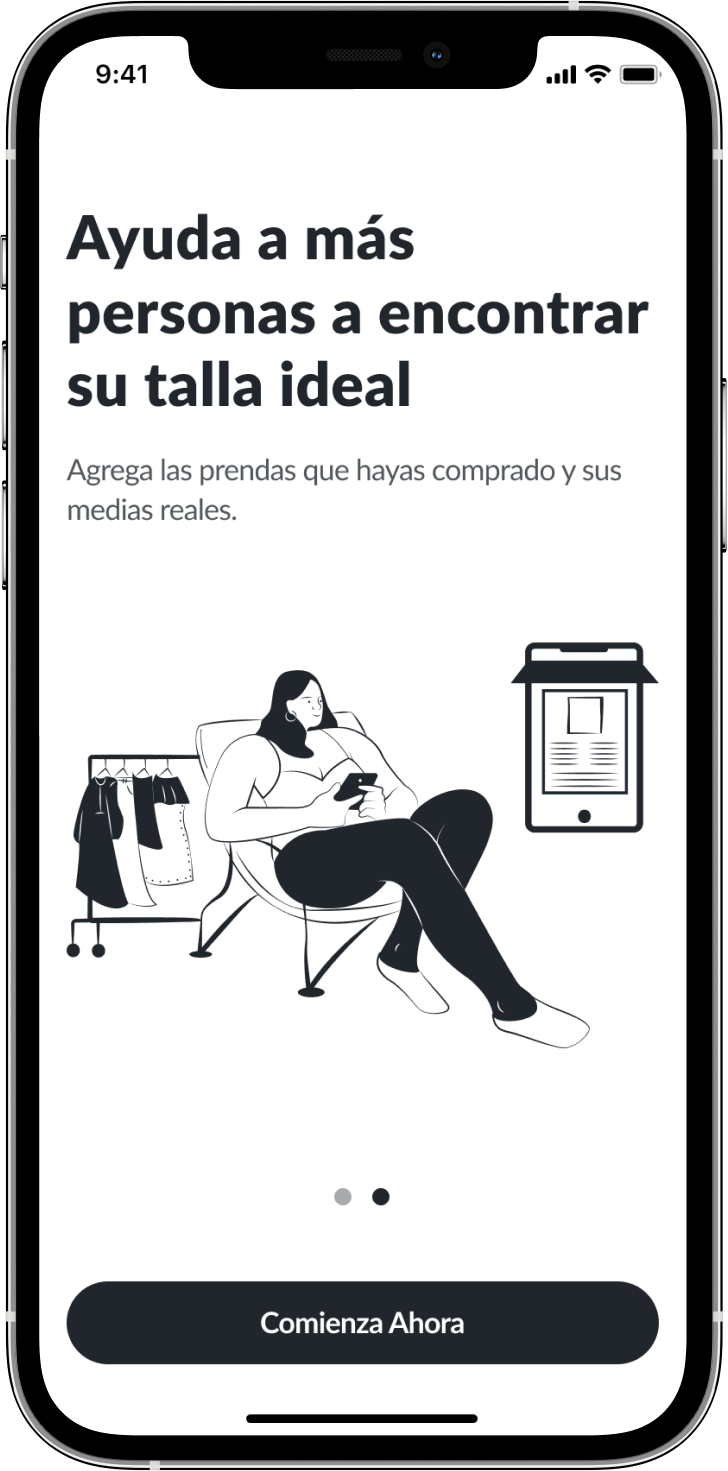 9:41
Ayuda a más
personas a encontrar
su talla ideal
Agrega las prendas que hayas comprado y sus
medias reales.
Comienza Ahora